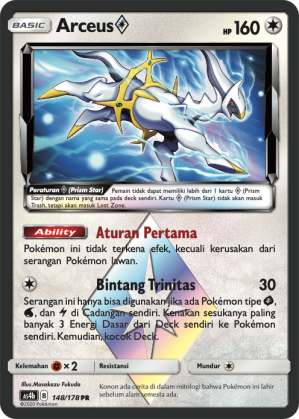 BASIC Arceus HP 160
Peraturan (Prism Star) Pemain tidak dapat memiliki lebih dari 1 kartu (Prism
Star) dengan nama yang sama pada deck sendiri. Kartu (Prism Star) tidak akan masuk
Trash, tetapi akan masuk Lost Zone.
Ability Aturan Pertama
Pokémon ini tidak terkena efek, kecuali kerusakan dari
serangan Pokémon lawan.
Bintang Trinitas 30
Serangan ini hanya bisa digunakan jika ada Pokémon tipe ,
, dan di Cadangan sendiri. Kenakan sesukanya paling
banyak 3 Energi Dasar dari Deck sendiri ke Pokémon
Cadangan. Kemudian, kocok Deck.
Kelemahan ×2 Resistansi Mundur
Ilus. Masakazu Fukuda
AS4b D 148/178 PR
©2020 Pokémon
Konon ada cerita di dalam mitologi bahwa Pokémon ini lahir
sebelum alam semesta terbentuk.